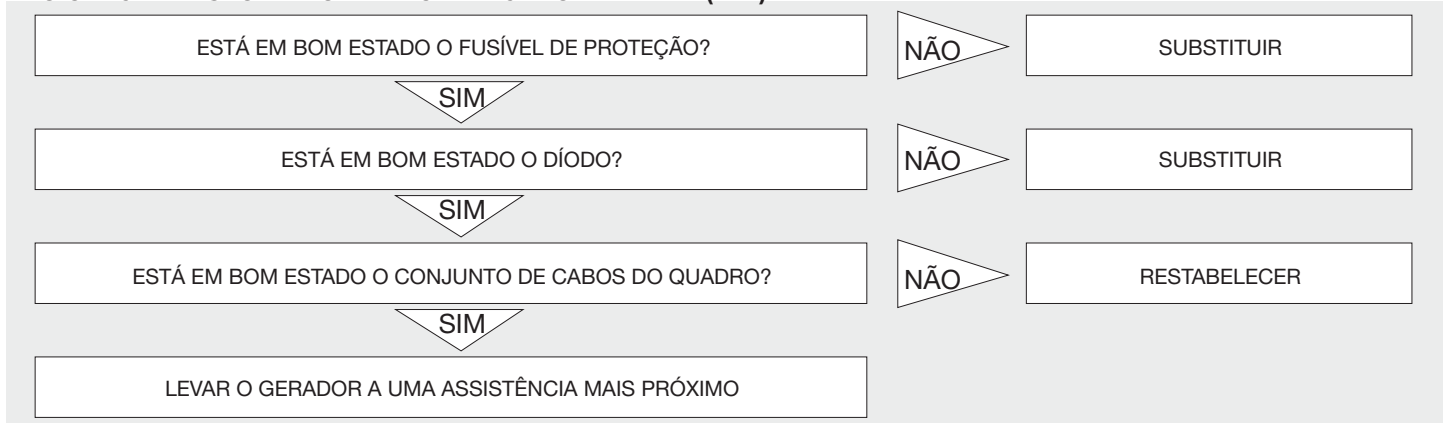 ESTÁ EM BOM ESTADO O FUSÍVEL DE PROTEÇÃO?
NÃO
SUBSTITUIR
SIM
ESTÁ EM BOM ESTADO O DÍODO?
NÃO
SUBSTITUIR
SIM
ESTÁ EM BOM ESTADO O CONJUNTO DE CABOS DO QUADRO?
NÃO
RESTABELECER
SIM
LEVAR O GERADOR A UMA ASSISTÊNCIA MAIS PRÓXIMO